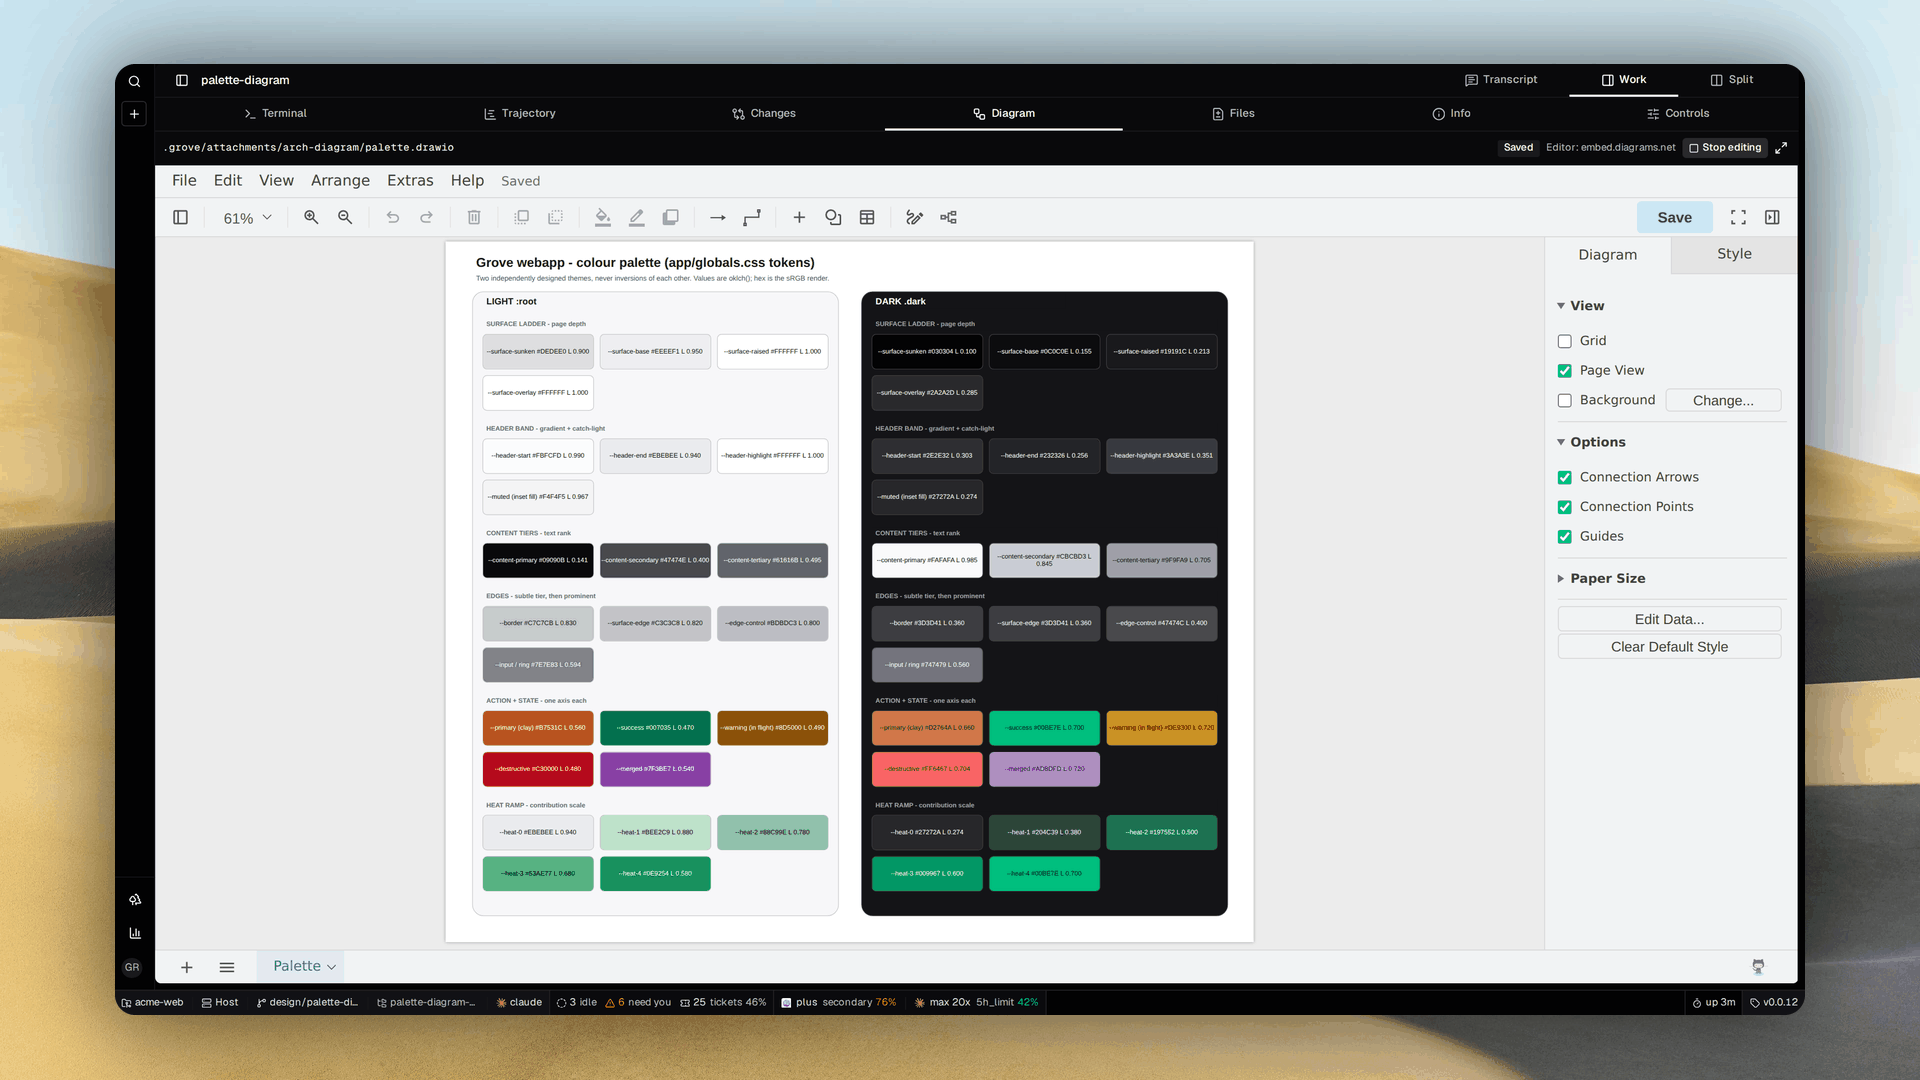 palette-diagram
Transcript
Work
Split
Terminal
Trajectory
Changes
Diagram
Files
Info
Controls
.grove/attachments/arch-diagram/palette.drawio
Saved
Editor: embed.diagrams.net
Stop editing
File
Edit
View
Arrange
Extras
Help
Saved
61%
Save
Grove webapp - colour palette (app/globals.css tokens)
Two independently designed themes, never inversions of each other. Values are oklch(); hex is the sRGB render.
LIGHT :root
SURFACE LADDER - page depth
--surface-sunken #DEDEE0 L 0.900
--surface-base #EEEEF1 L 0.950
--surface-raised #FFFFFF L 1.000
--surface-overlay #FFFFFF L 1.000
HEADER BAND - gradient + catch-light
--header-start #FBFCFD L 0.990
--header-end #EBEBEE L 0.940
--header-highlight #FFFFFF L 1.000
--muted (inset fill) #F4F4F5 L 0.967
CONTENT TIERS - text rank
--content-primary #09090B L 0.141
--content-secondary #47474E L 0.400
--content-tertiary #61616B L 0.495
EDGES - subtle tier, then prominent
--border #C7C7CB L 0.830
--surface-edge #C3C3C8 L 0.820
--edge-control #BDBDC3 L 0.800
--input / ring #7E7E83 L 0.594
ACTION + STATE - one axis each
--primary (clay) #B7531C L 0.560
--success #007035 L 0.470
--warning (in flight) #8D5000 L 0.490
--destructive #C30000 L 0.480
--merged #7F3BE7 L 0.540
HEAT RAMP - contribution scale
--heat-0 #EBEBEE L 0.940
--heat-1 #BEE2C9 L 0.880
--heat-2 #88C99E L 0.780
--heat-3 #53AE77 L 0.680
--heat-4 #0E9254 L 0.580
DARK .dark
SURFACE LADDER - page depth
--surface-sunken #030304 L 0.100
--surface-base #0C0C0E L 0.155
--surface-raised #19191C L 0.213
--surface-overlay #2A2A2D L 0.285
HEADER BAND - gradient + catch-light
--header-start #2E2E32 L 0.303
--header-end #232326 L 0.256
--header-highlight #3A3A3E L 0.351
--muted (inset fill) #27272A L 0.274
CONTENT TIERS - text rank
--content-primary #FAFAFA L 0.985
--content-secondary #CBCBD3 L
0.845
--content-tertiary #9F9FA9 L 0.705
EDGES - subtle tier, then prominent
--border #3D3D41 L 0.360
--surface-edge #3D3D41 L 0.360
--edge-control #47474C L 0.400
--input / ring #747479 L 0.560
ACTION + STATE - one axis each
--primary (clay) #D2764A L 0.660
--success #00BE7E L 0.700
--warning (in flight) #DE9300 L 0.720
--destructive #FF6467 L 0.704
--merged L 0.720
HEAT RAMP - contribution scale
--heat-0 #27272A L 0.274
--heat-1 #204C39 L 0.380
--heat-2 #197552 L 0.500
--heat-3 #009967 L 0.600
--heat-4 #00BE7E L 0.700
Diagram
Style
View
Grid
Page View
Background
Change...
Options
Connection Arrows
Connection Points
Guides
Paper Size
Edit Data...
Clear Default Style
Palette
GR
acme-web
Host
design/palette-di...
palette-diagram-...
claude
3 idle
6 need you
25 tickets 46%
plus secondary 76%
max 20x 5h_limit 42%
up 3m
v0.0.12